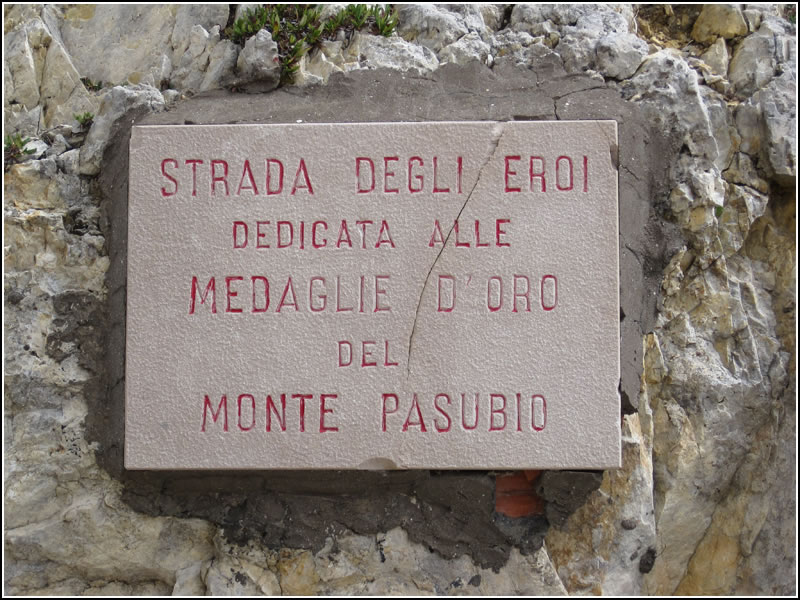 STRADA DEGLI EROI
DEDICATA ALLE
MEDAGLIE D'ORO
DEL
MONTE PASUBIO